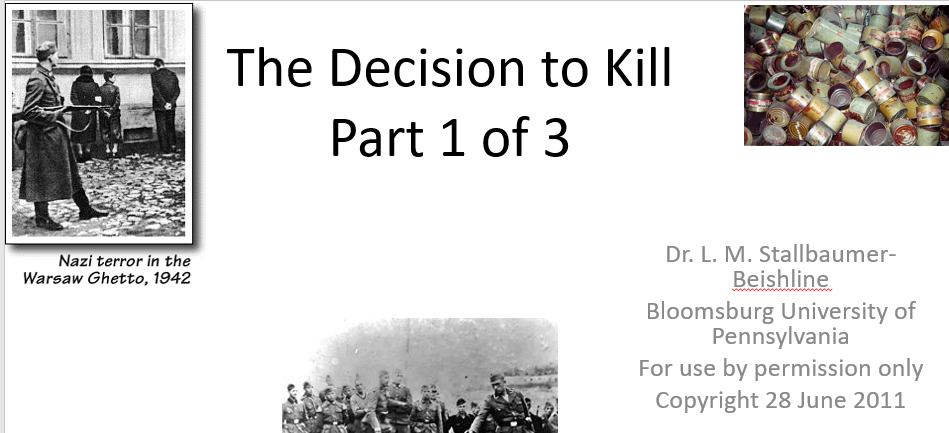 The Decision to Kill
Part 1 of 3
Nazi terror in the
Warsaw Ghetto, 1942
Dr. L. M. Stallbaumer-
Beishline
Bloomsburg University of
Pennsylvania
For use by permission only
Copyright 28 June 2011